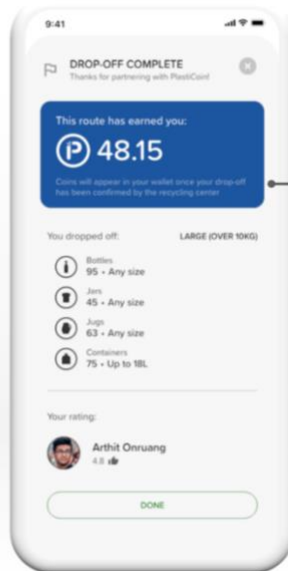 9:41
DROP-OFF COMPLETE
Thanks for partnering with PlastiCoin!
This route has earned you:
P 48.15
Coins will appear in your wallet once your drop-off
has been confirmed by the recycling center
You dropped off: LARGE (OVER 10KG)
Bottles
95 • Any size
Jars
45 • Any size
Jugs
63 • Any size
Containers
75 • Up to 18L
Your rating:
Arthit Onruang
4.8
DONE